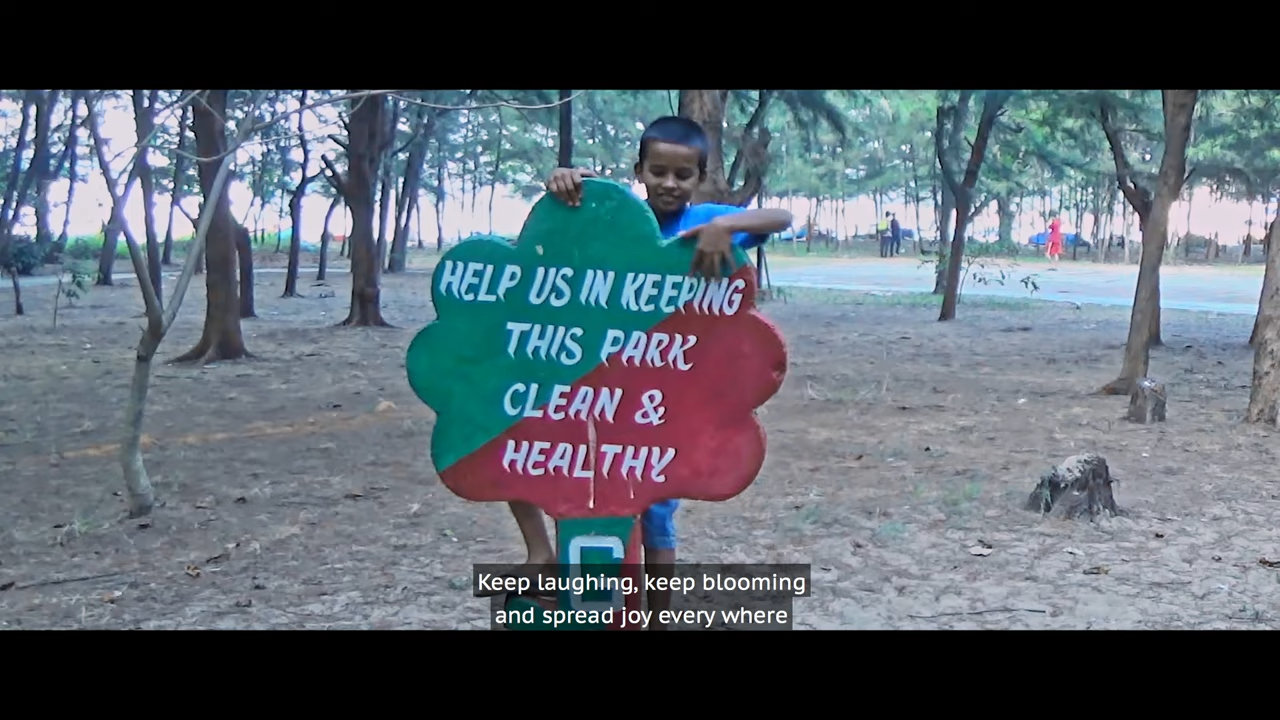 HELP US IN KEEPING
THIS PARK
CLEAN &
HEALTHY
Keep laughing, keep blooming
and spread joy every where